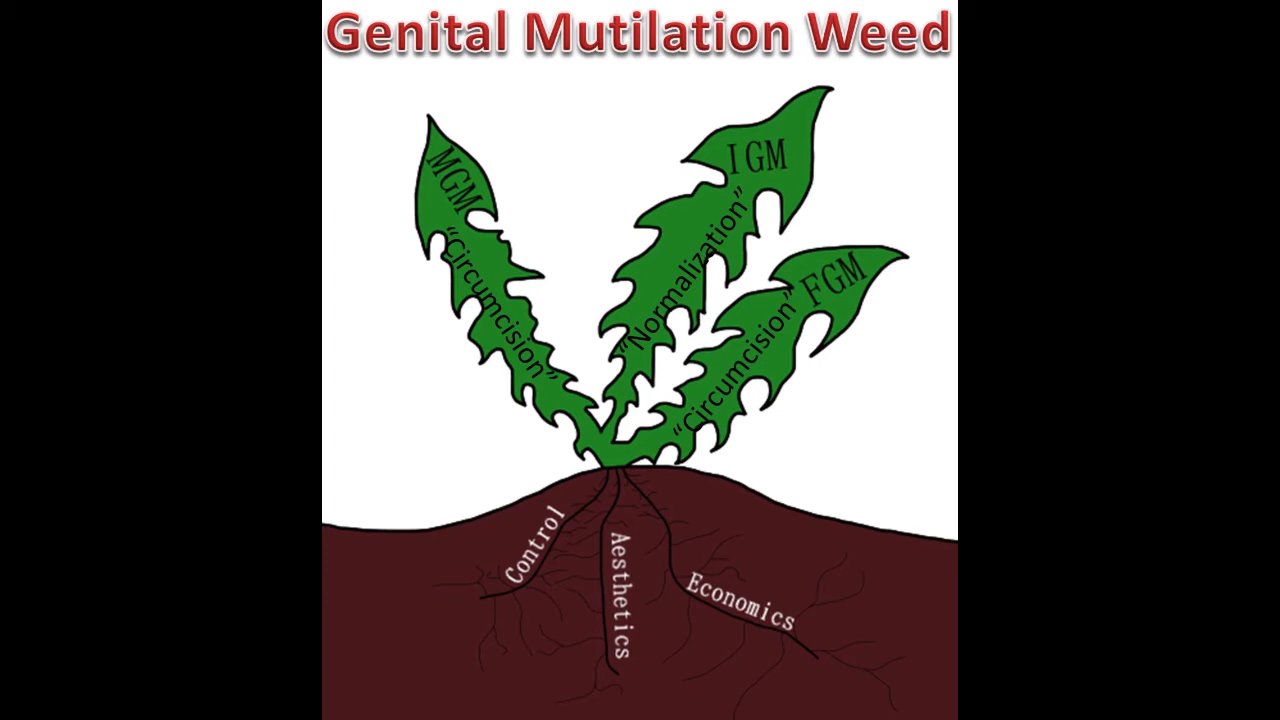 Genital Mutilation Weed
MGM
"Circumcision"
IGM
"Normalization"
FGM
"Circumcision"
Control
Aesthetics
Economics